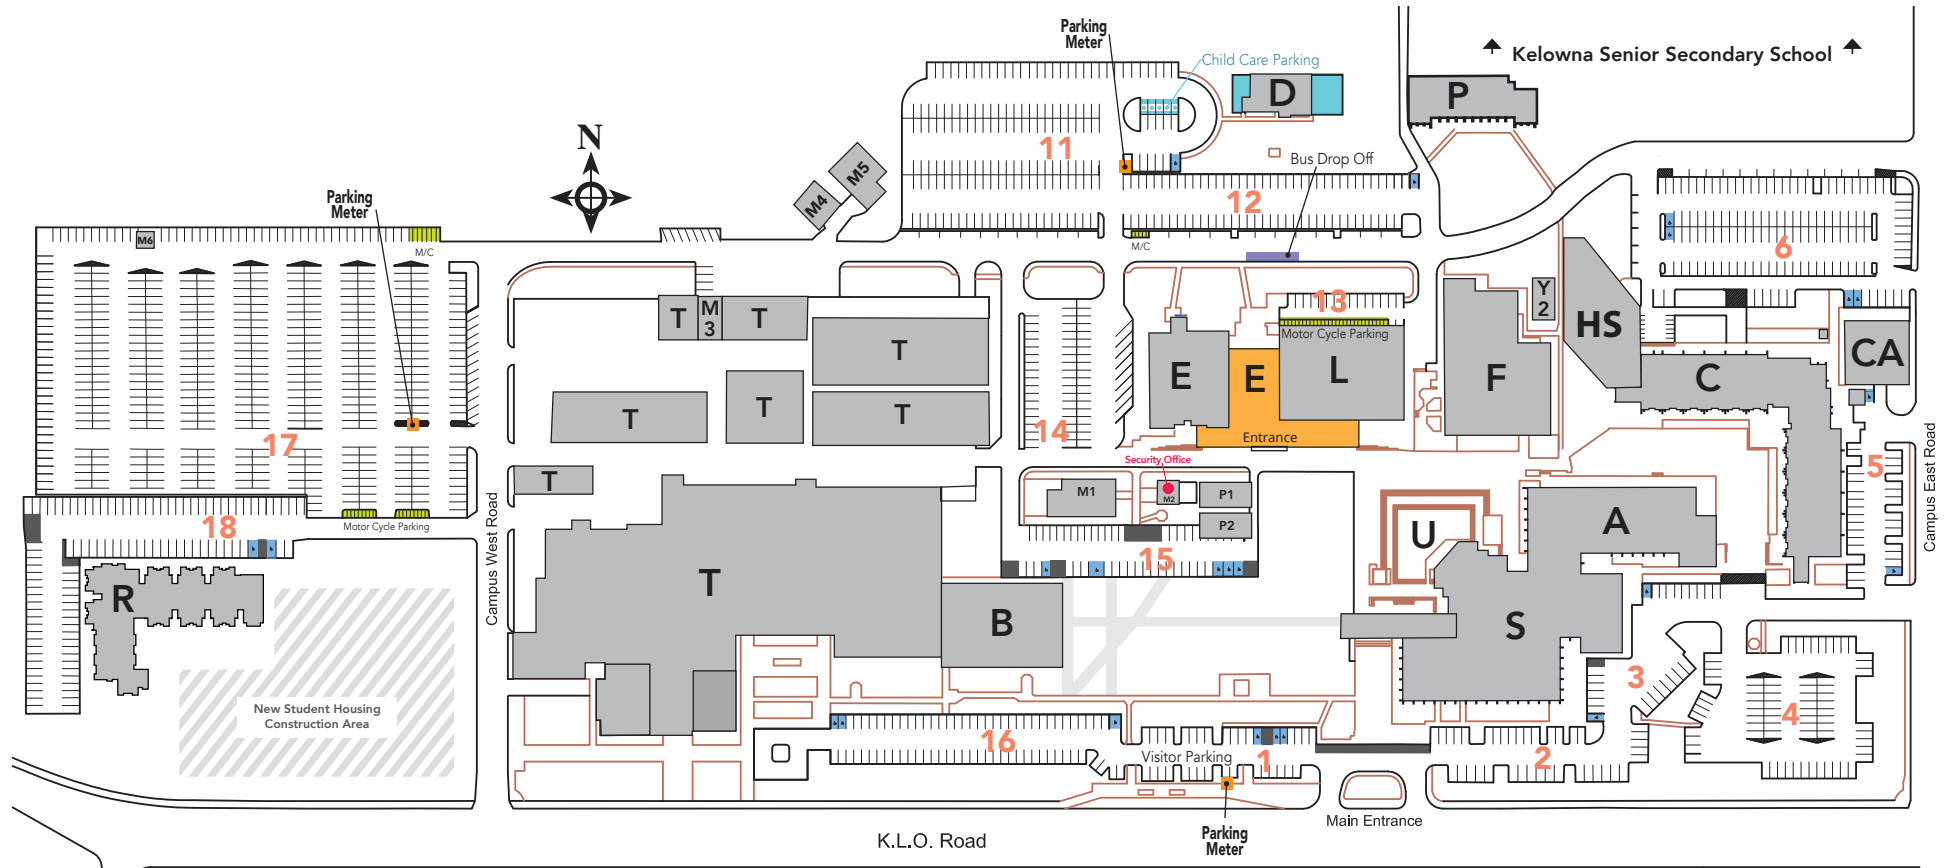 Parking
Meter
Kelowna Senior Secondary School
Child Care Parking
D
P
11
Bus Drop Off
N
M5
M4
12
Parking
Meter
M6
M/C
M/C
6
T
M
3
T
13
Motor Cycle Parking
Y
2
HS
T
E
E
L
F
C
CA
T
T
T
14
Entrance
17
Security Office
5
T
M1
M2
P1
P2
Campus West Road
Campus East Road
18
Motor Cycle Parking
U
A
15
R
T
B
S
New Student Housing
Construction Area
3
4
16
Visitor Parking
1
2
Main Entrance
K.L.O. Road
Parking
Meter